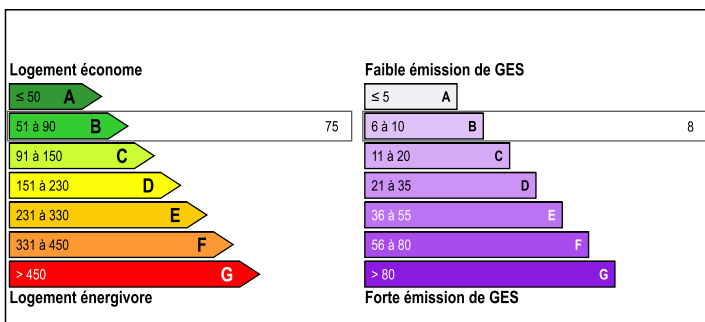 Logement économe
≤ 50 A
51 à 90 B 75
91 à 150 C
151 à 230 D
231 à 330 E
331 à 450 F
> 450 G
Logement énergivore
Faible émission de GES
≤ 5 A
6 à 10 B 8
11 à 20 C
21 à 35 D
36 à 55 E
56 à 80 F
> 80 G
Forte émission de GES